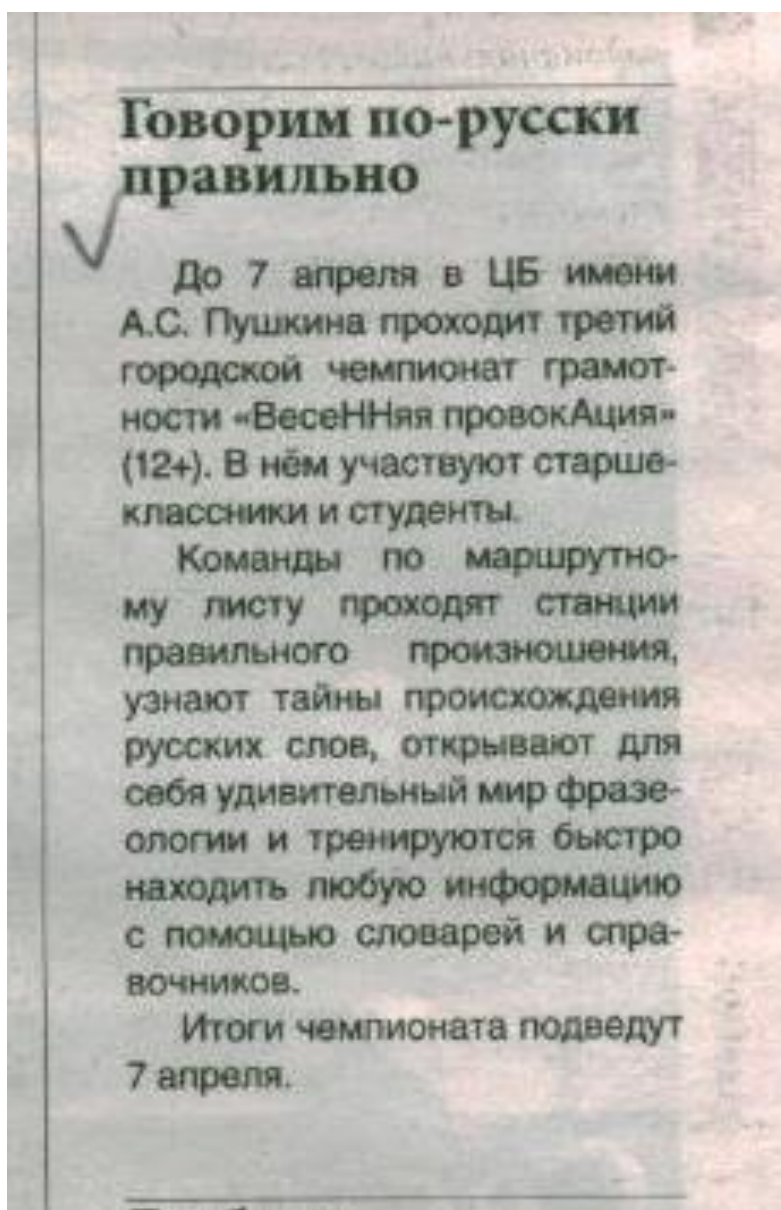 Говорим по-русски
правильно
До 7 апреля в ЦБ имени
А.С. Пушкина проходит третий
городской чемпионат грамот-
ности «ВесеННяя провокАция»
(12+). В нём участвуют старше-
классники и студенты.
Команды по маршрутно-
му листу проходят станции
правильного произношения,
узнают тайны происхождения
русских слов, открывают для
себя удивительный мир фразе-
ологии и тренируются быстро
находить любую информацию
с помощью словарей и спра-
вочников.
Итоги чемпионата подведут
7 апреля.